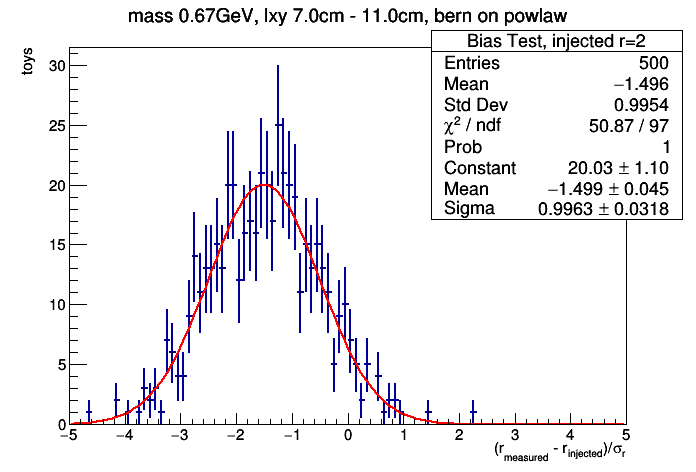 mass 0.67GeV, lxy 7.0cm - 11.0cm, bern on powlaw
Bias Test, injected r=2
Entries 500
Mean −1.496
Std Dev 0.9954
χ² / ndf 50.87 / 97
Prob 1
Constant 20.03 ± 1.10
Mean −1.499 ± 0.045
Sigma 0.9963 ± 0.0318
toys
30
25
20
15
10
5
0
−5 −4 −3 −2 −1 0 1 2 3 4 5
(r_measured - r_injected)/σ_r